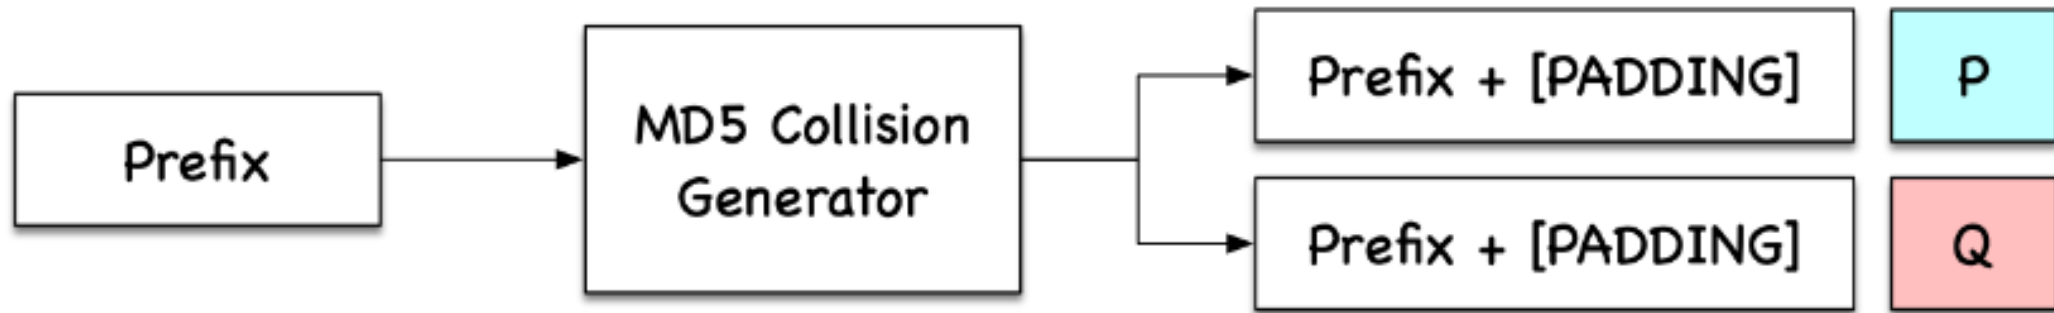 Prefix
MD5 Collision
Generator
Prefix + [PADDING]
P
Prefix + [PADDING]
Q